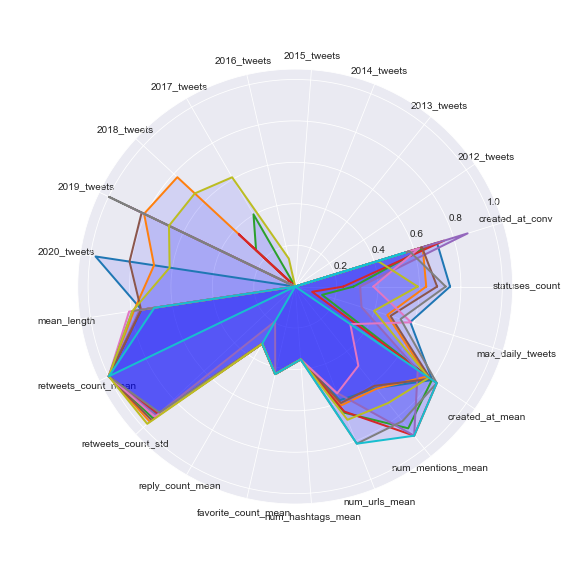 2015_tweets
2016_tweets
2014_tweets
2017_tweets
2013_tweets
2018_tweets
2012_tweets
2019_tweets
1.0
0.8
created_at_conv
0.6
0.4
0.2
2020_tweets
statuses_count
mean_length
max_daily_tweets
retweets_count_mean
created_at_mean
retweets_count_std
num_mentions_mean
reply_count_mean
num_urls_mean
favorite_count_mean
num_hashtags_mean